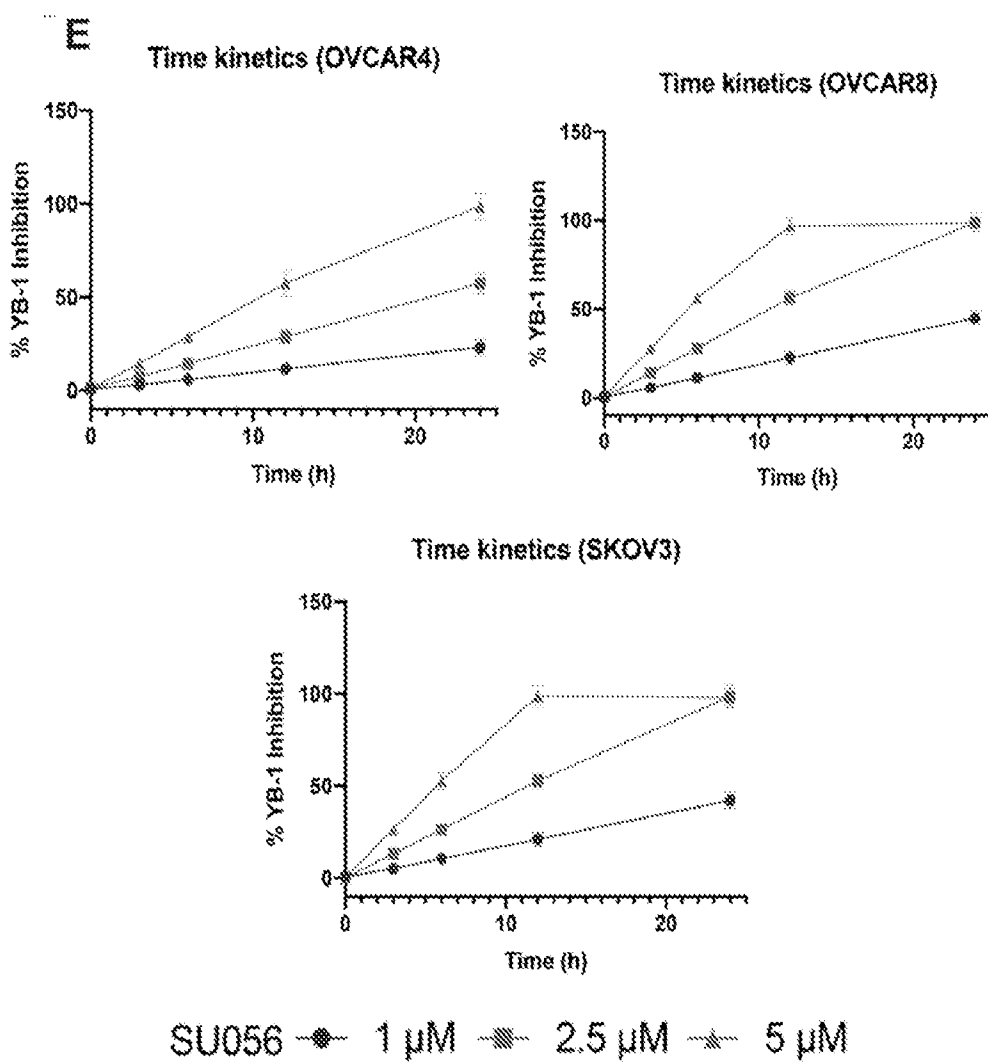 E
Time kinetics (OVCAR4)
% YB-1 Inhibition
150
100
50
0
0 10 20
Time (h)
Time kinetics (OVCAR8)
% YB-1 Inhibition
150
100
50
0
0 10 20
Time (h)
Time kinetics (SKOV3)
% YB-1 Inhibition
150
100
50
0
0 10 20
Time (h)
SU056 1 µM 2.5 µM 5 µM